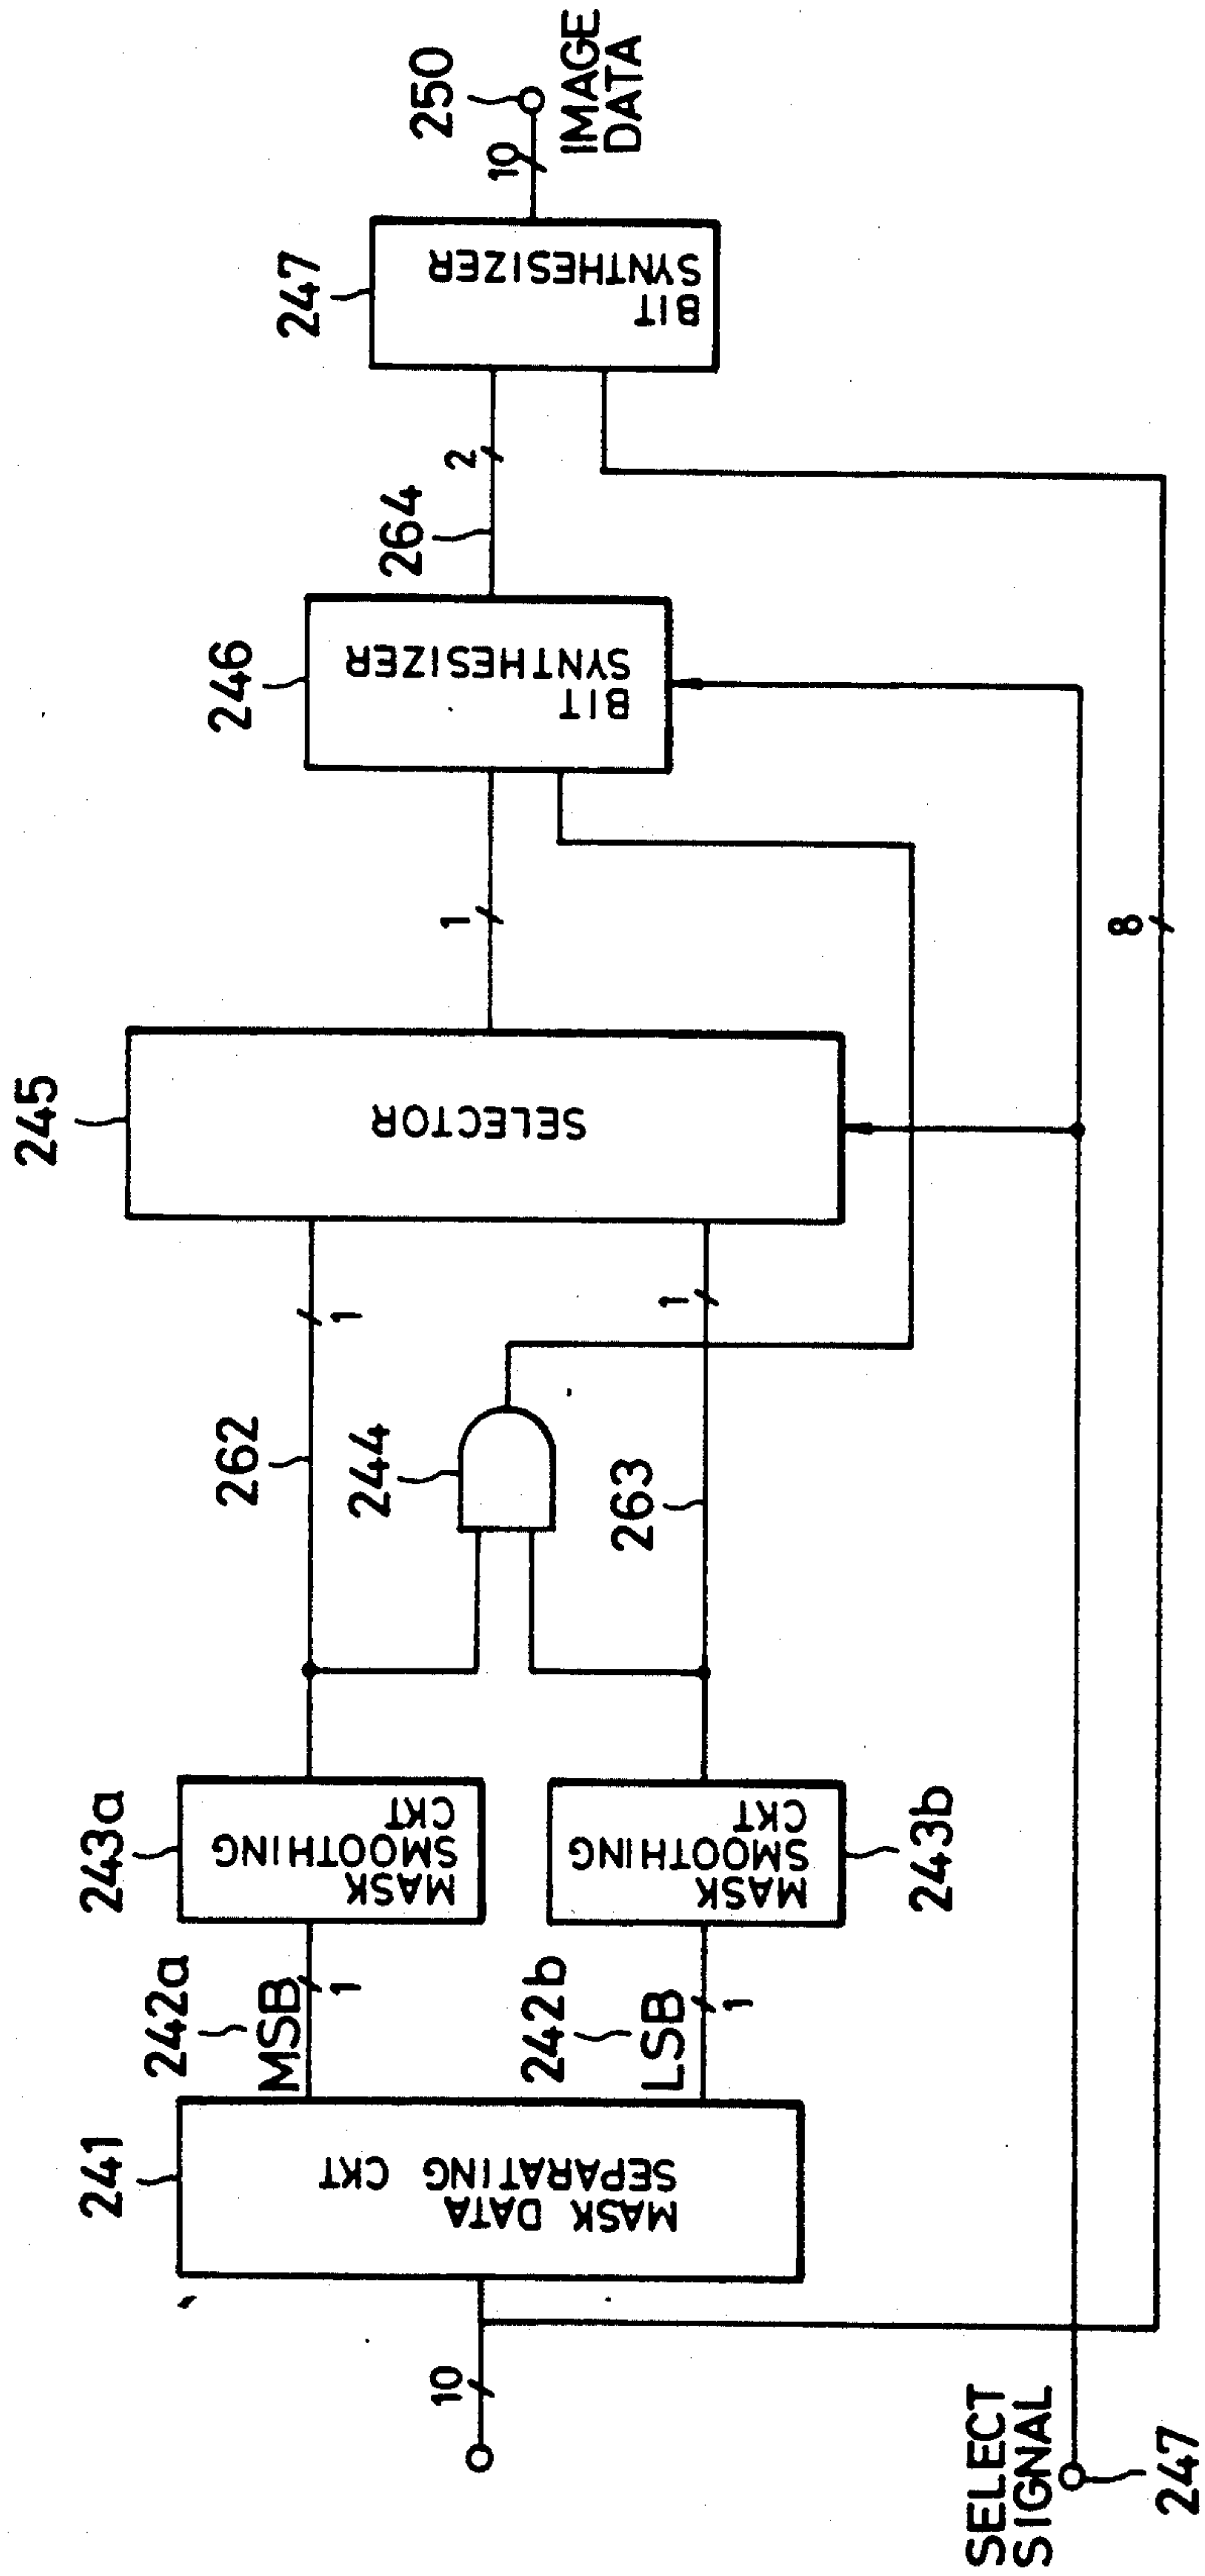 241
MASK DATA
SEPARATING CKT
10
242a
MSB
1
242b
LSB
1
243a
MASK
SMOOTHING
CKT
MASK
SMOOTHING
CKT
243b
262
1
244
263
1
245
SELECTOR
1
246
BIT
SYNTHESIZER
264
2
247
BIT
SYNTHESIZER
10
250
IMAGE
DATA
8
SELECT
SIGNAL
247